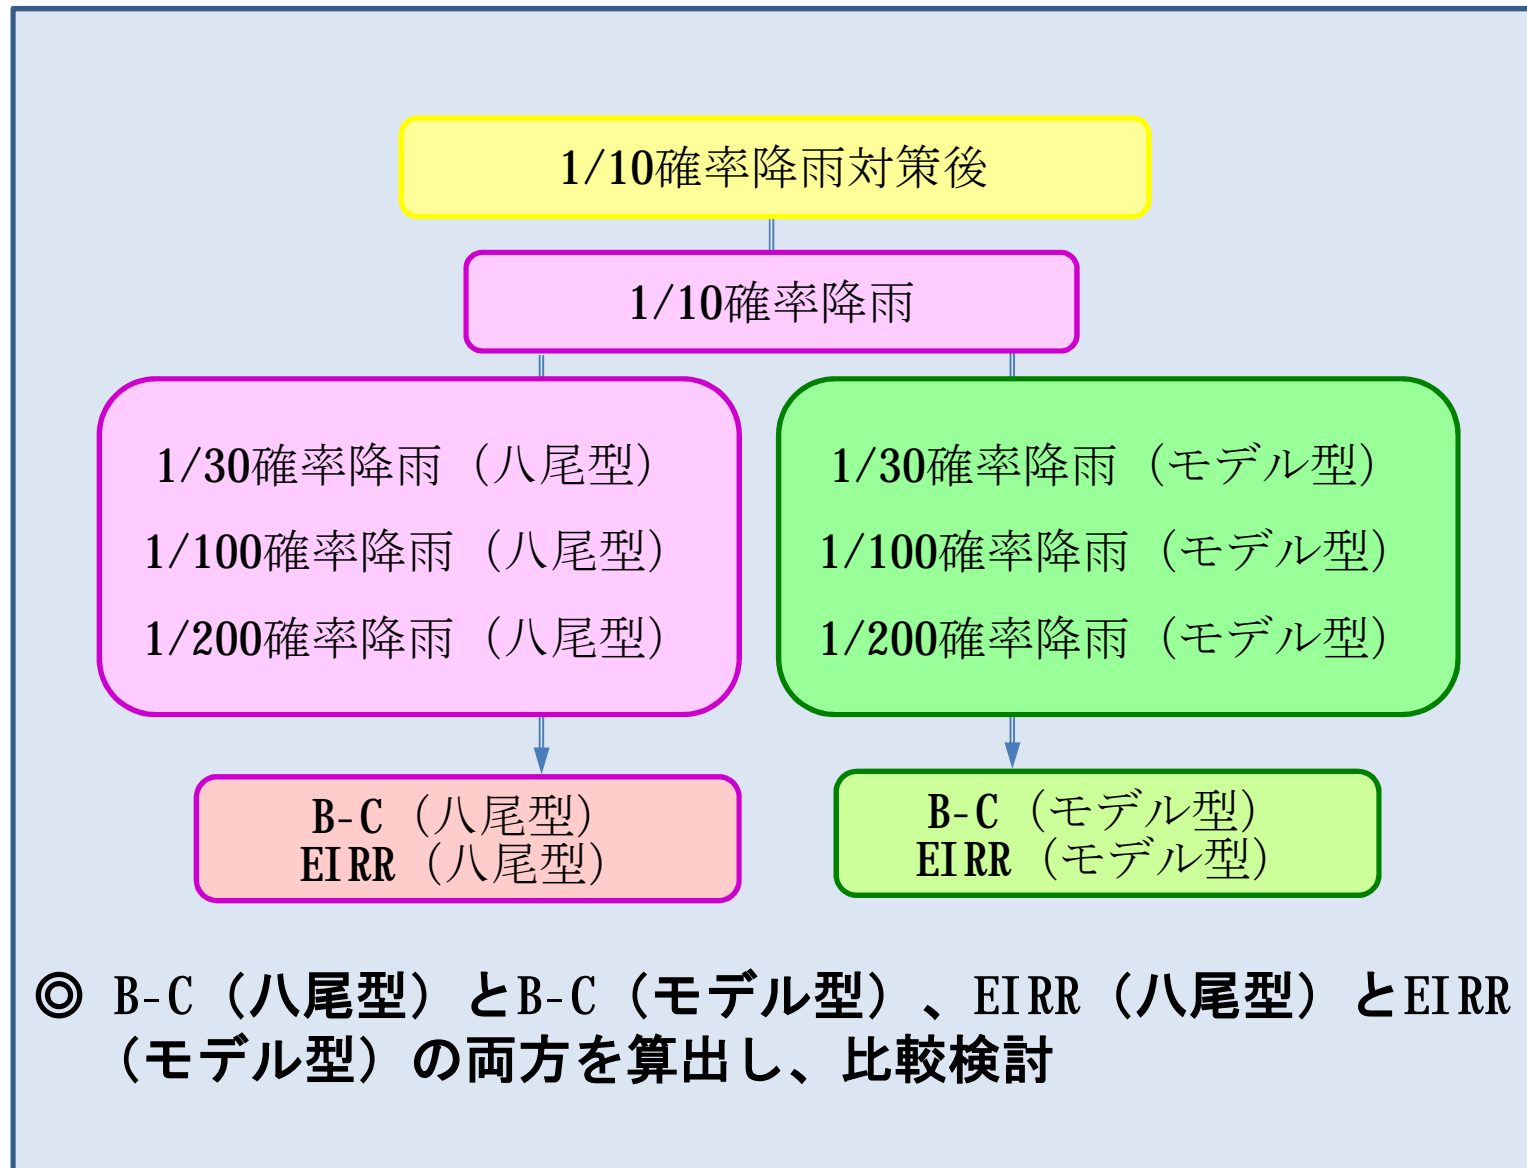 1/10確率降雨対策後
1/10確率降雨
1/30確率降雨（八尾型）
1/100確率降雨（八尾型）
1/200確率降雨（八尾型）
1/30確率降雨（モデル型）
1/100確率降雨（モデル型）
1/200確率降雨（モデル型）
B-C（八尾型）
EIRR（八尾型）
B-C（モデル型）
EIRR（モデル型）
◎ B-C（八尾型）とB-C（モデル型）、EIRR（八尾型）とEIRR
（モデル型）の両方を算出し、比較検討